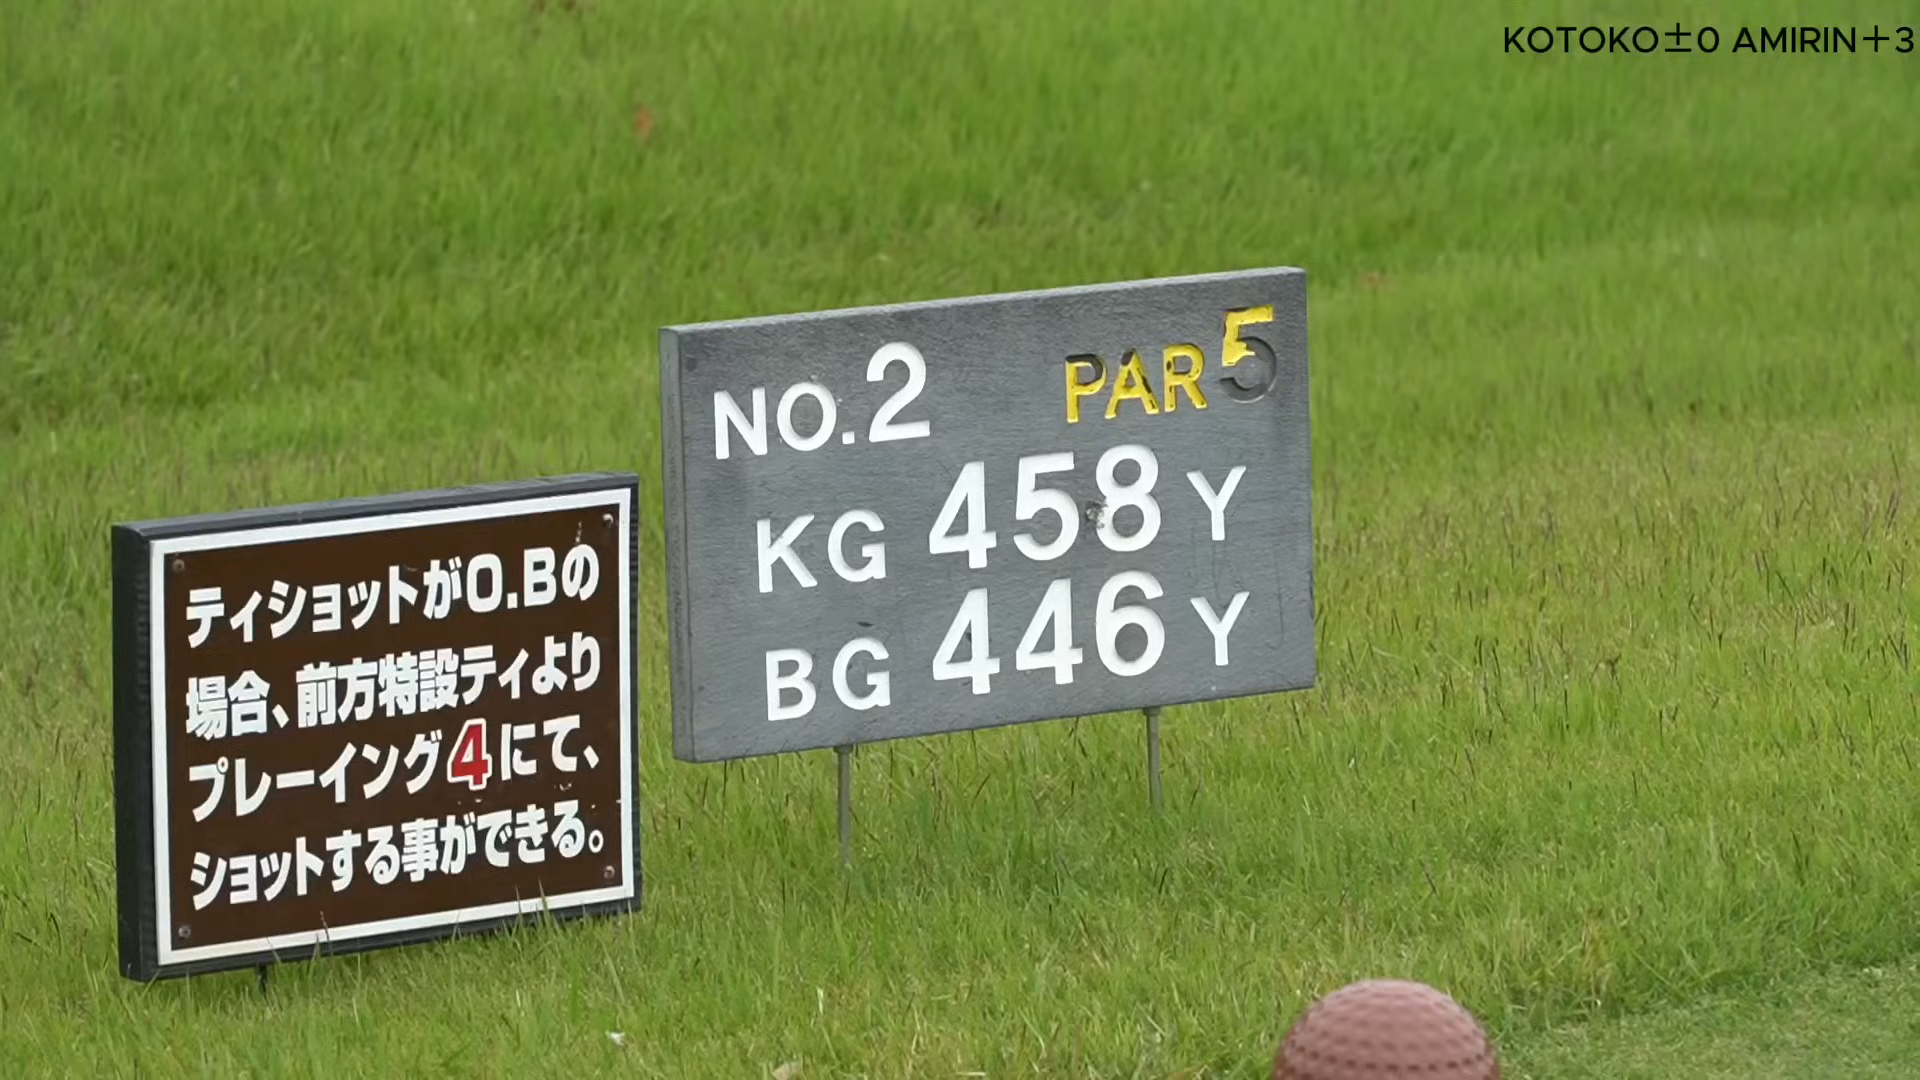 KOTOKO±0 AMIRIN+3
NO.2 PAR 5
KG 458 Y
BG 446 Y
ティショットがO.Bの
場合、前方特設ティより
プレーイング4にて、
ショットする事ができる。